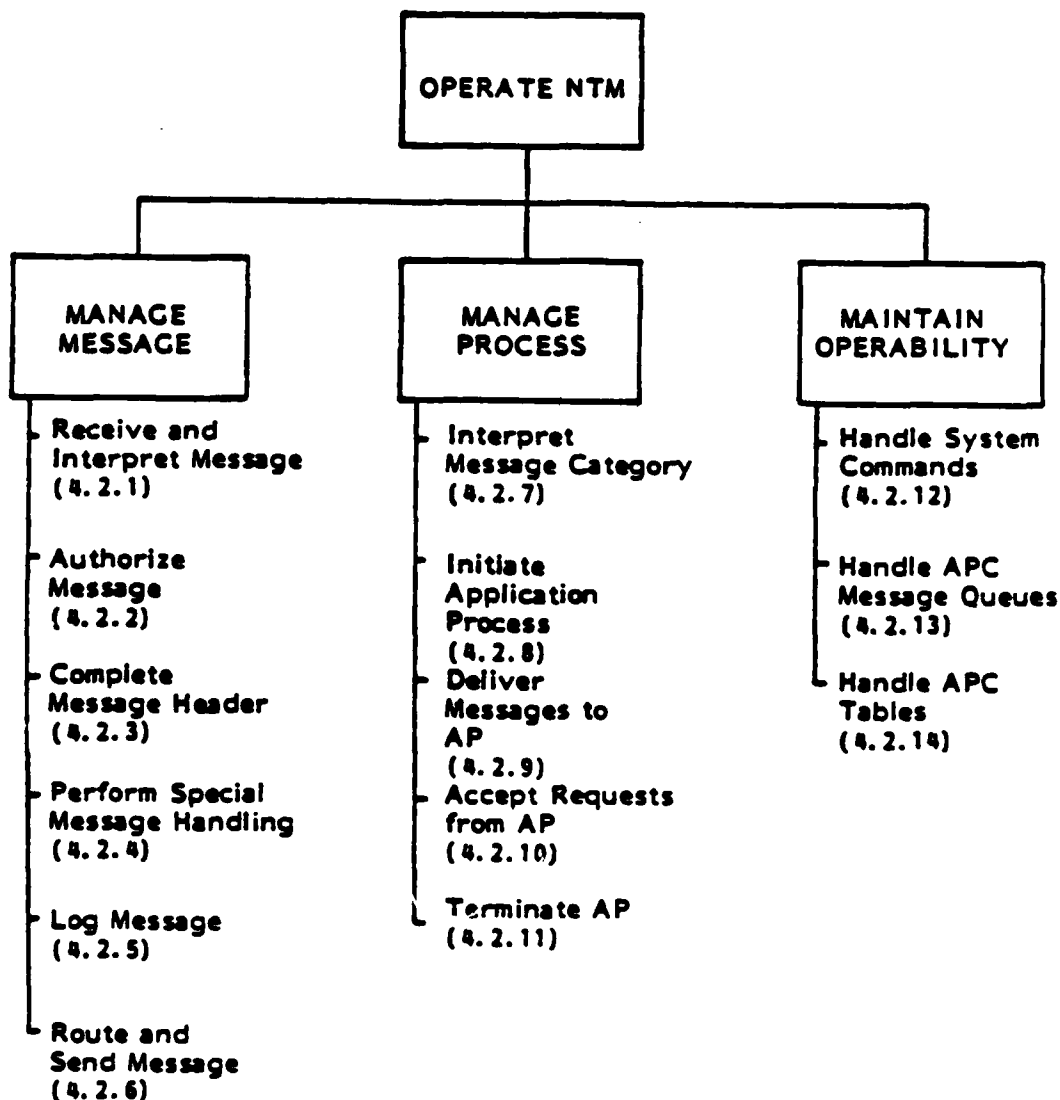 OPERATE NTM
MANAGE
MESSAGE
Receive and
Interpret Message
(4.2.1)
Authorize
Message
(4.2.2)
Complete
Message Header
(4.2.3)
Perform Special
Message Handling
(4.2.4)
Log Message
(4.2.5)
Route and
Send Message
(4.2.6)
MANAGE
PROCESS
Interpret
Message Category
(4.2.7)
Initiate
Application
Process
(4.2.8)
Deliver
Messages to
AP
(4.2.9)
Accept Requests
from AP
(4.2.10)
Terminate AP
(4.2.11)
MAINTAIN
OPERABILITY
Handle System
Commands
(4.2.12)
Handle APC
Message Queues
(4.2.13)
Handle APC
Tables
(4.2.14)